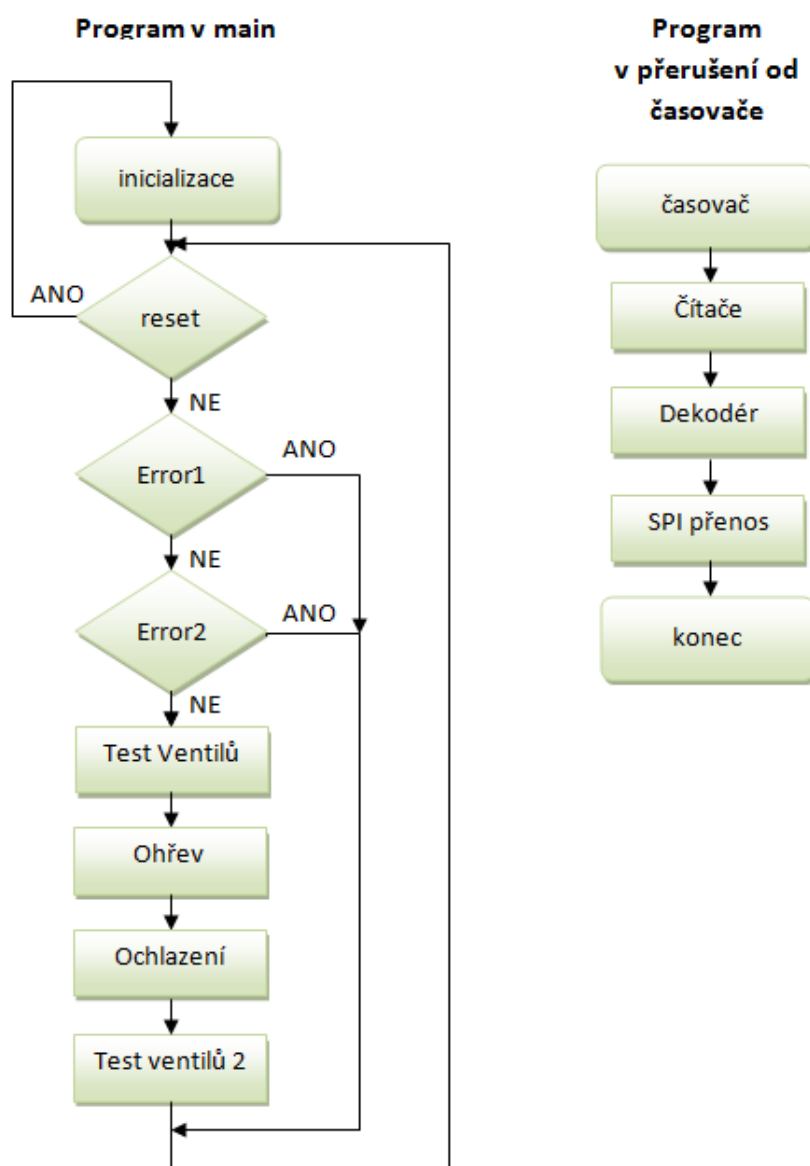 Program v main
inicializace
ANO
reset
NE
ANO
Error1
NE
ANO
Error2
NE
Test Ventilů
Ohřev
Ochlazení
Test ventilů 2
Program
v přerušení od
časovače
časovač
Čítače
Dekodér
SPI přenos
konec